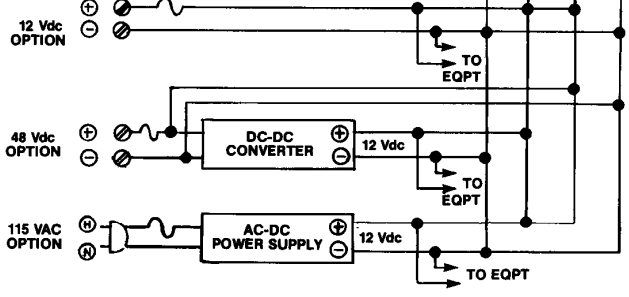 12 Vdc
OPTION
+
−
TO
EQPT
48 Vdc
OPTION
+
−
DC-DC
CONVERTER
+
−
12 Vdc
TO
EQPT
115 VAC
OPTION
H
N
AC-DC
POWER SUPPLY
+
−
12 Vdc
TO EQPT